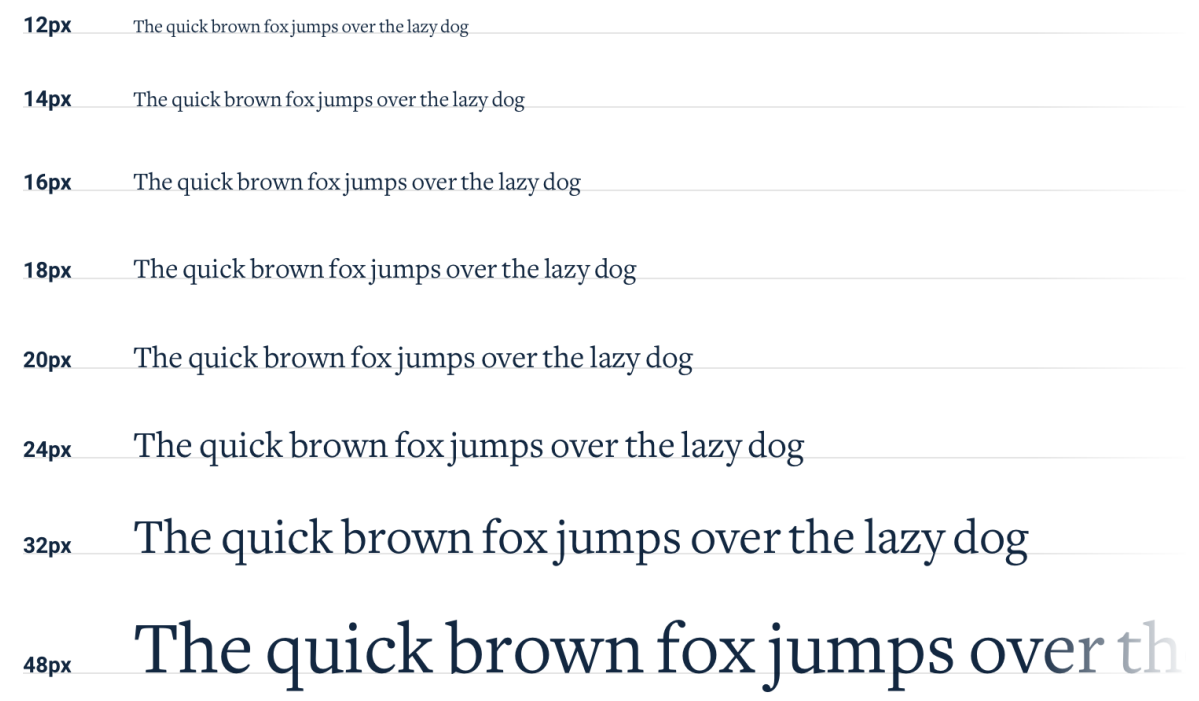 12px The quick brown fox jumps over the lazy dog
14px The quick brown fox jumps over the lazy dog
16px The quick brown fox jumps over the lazy dog
18px The quick brown fox jumps over the lazy dog
20px The quick brown fox jumps over the lazy dog
24px The quick brown fox jumps over the lazy dog
32px The quick brown fox jumps over the lazy dog
48px The quick brown fox jumps over th